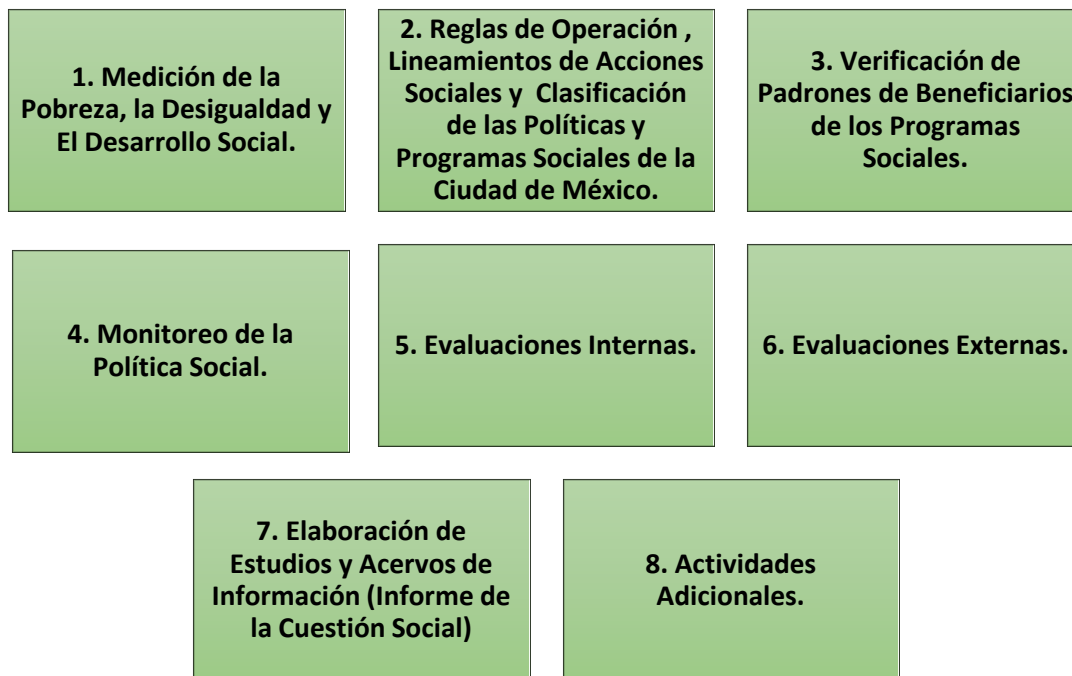 1. Medición de la
Pobreza, la Desigualdad y
El Desarrollo Social.
2. Reglas de Operación ,
Lineamientos de Acciones
Sociales y Clasificación
de las Políticas y
Programas Sociales de la
Ciudad de México.
3. Verificación de
Padrones de Beneficiarios
de los Programas
Sociales.
4. Monitoreo de la
Política Social.
5. Evaluaciones Internas.
6. Evaluaciones Externas.
7. Elaboración de
Estudios y Acervos de
Información (Informe de
la Cuestión Social)
8. Actividades
Adicionales.